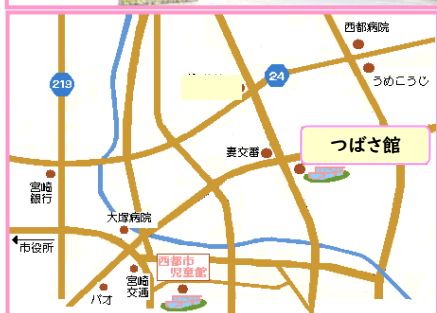 西都病院
24
219
うめこうじ
つばさ館
妻交番
宮崎
銀行
大塚病院
市役所
西都市
児童館
宮崎
交通
パオ